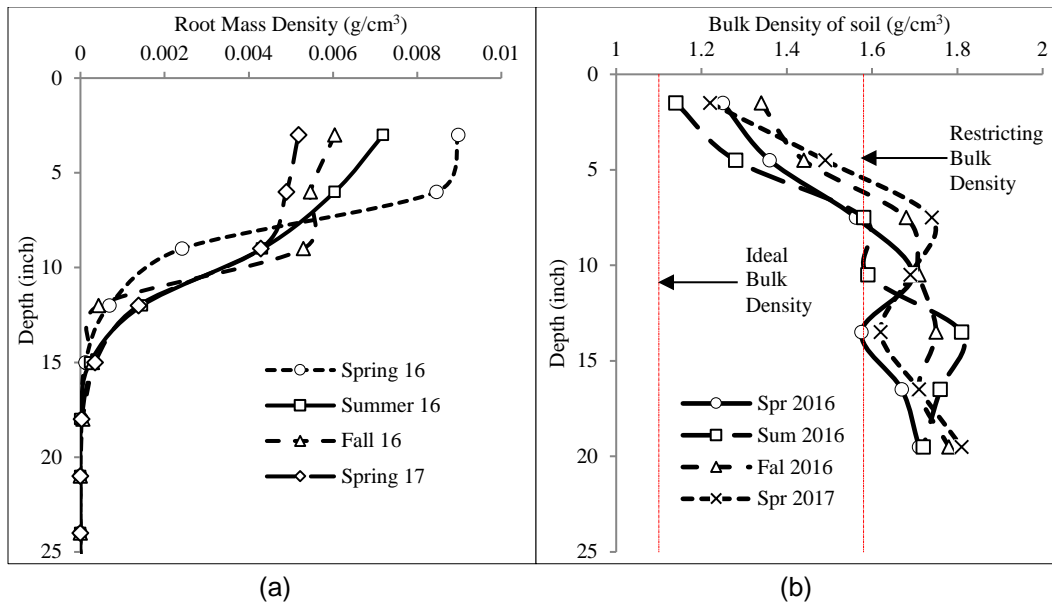 Root Mass Density (g/cm³)
0 0.002 0.004 0.006 0.008 0.01
0
5
10
15
20
25
Depth (inch)
Spring 16
Summer 16
Fall 16
Spring 17
(a)
Bulk Density of soil (g/cm³)
1 1.2 1.4 1.6 1.8 2
0
5
10
15
20
25
Depth (inch)
Restricting
Bulk
Density
Ideal
Bulk
Density
Spr 2016
Sum 2016
Fal 2016
Spr 2017
(b)